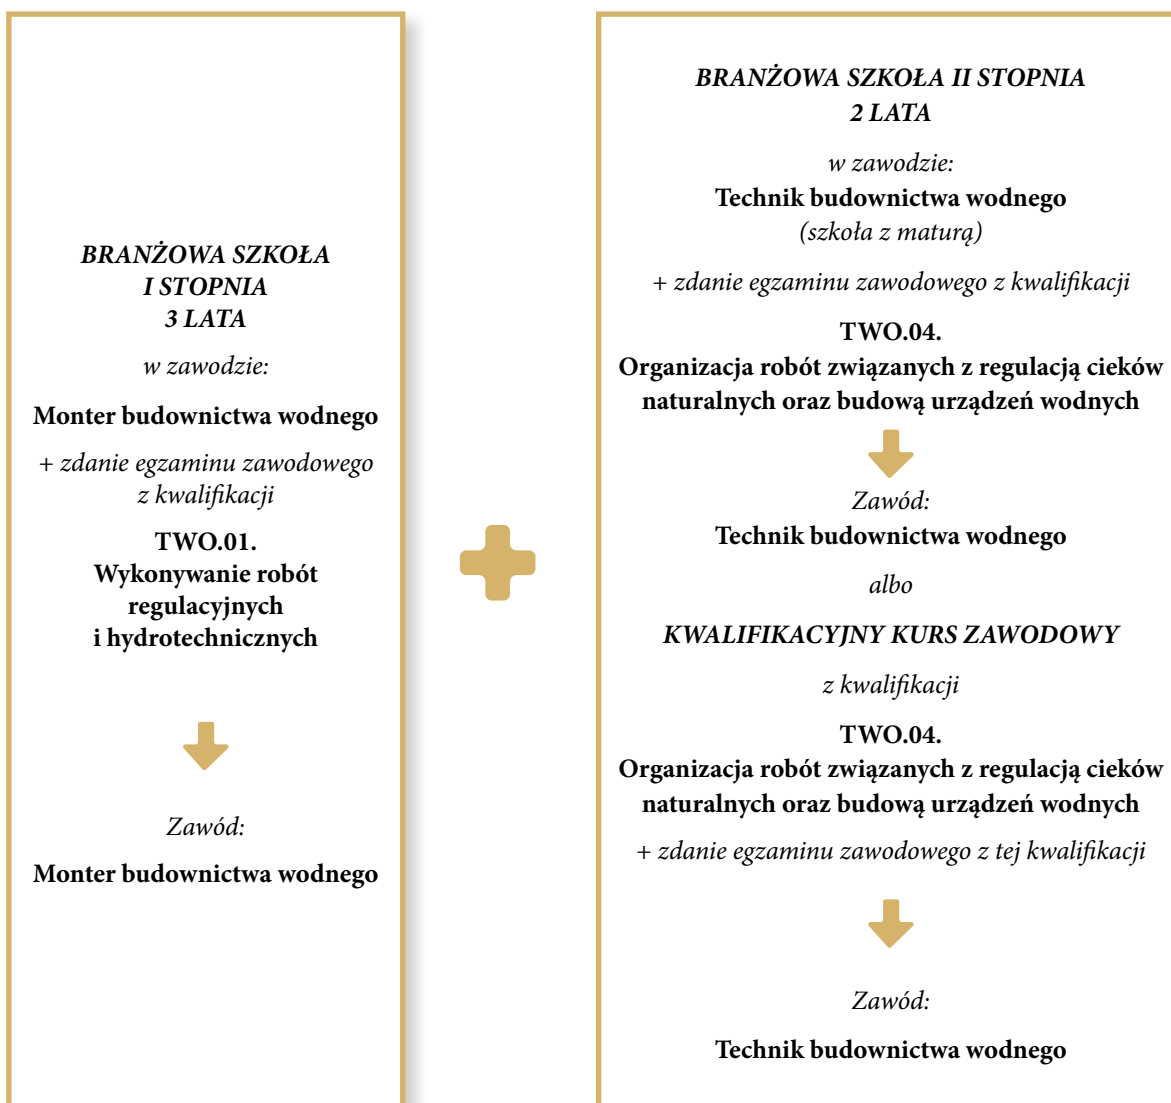 BRANŻOWA SZKOŁA
I STOPNIA
3 LATA
w zawodzie:
Monter budownictwa wodnego
+ zdanie egzaminu zawodowego
z kwalifikacji
TWO.01.
Wykonywanie robót
regulacyjnych
i hydrotechnicznych
Zawód:
Monter budownictwa wodnego
BRANŻOWA SZKOŁA II STOPNIA
2 LATA
w zawodzie:
Technik budownictwa wodnego
(szkoła z maturą)
+ zdanie egzaminu zawodowego z kwalifikacji
TWO.04.
Organizacja robót związanych z regulacją cieków
naturalnych oraz budową urządzeń wodnych
Zawód:
Technik budownictwa wodnego
albo
KWALIFIKACYJNY KURS ZAWODOWY
z kwalifikacji
TWO.04.
Organizacja robót związanych z regulacją cieków
naturalnych oraz budową urządzeń wodnych
+ zdanie egzaminu zawodowego z tej kwalifikacji
Zawód:
Technik budownictwa wodnego